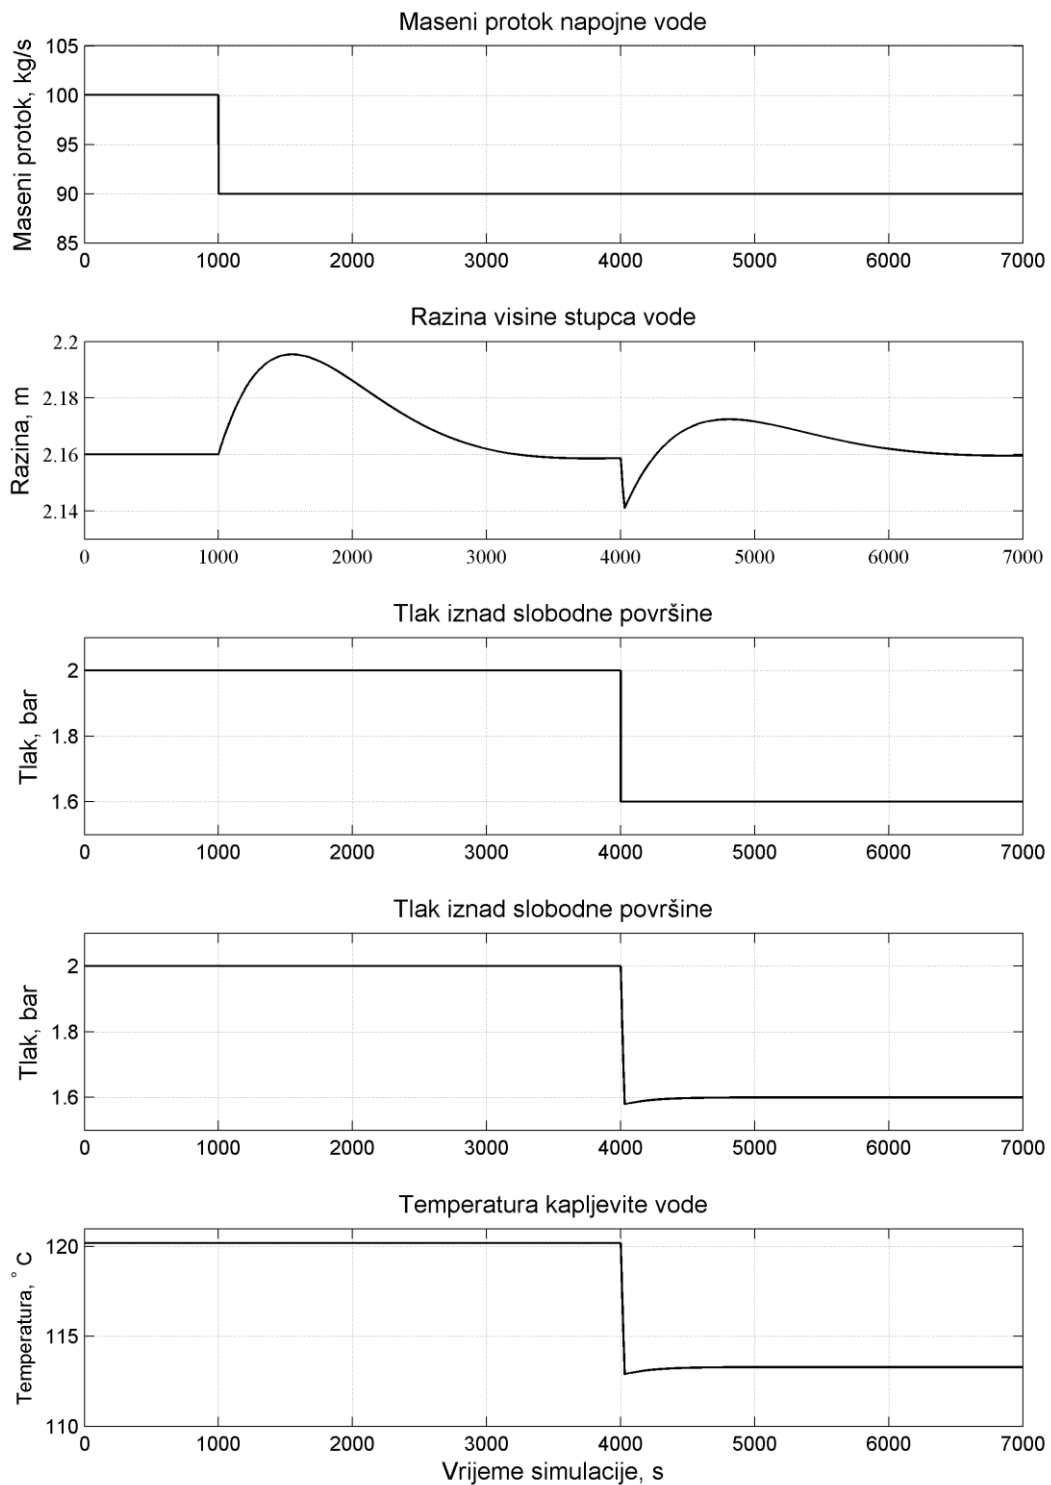 Maseni protok napojne vode
Maseni protok, kg/s
105
100
95
90
85
0 1000 2000 3000 4000 5000 6000 7000
Razina visine stupca vode
Razina, m
2.2
2.18
2.16
2.14
0 1000 2000 3000 4000 5000 6000 7000
Tlak iznad slobodne površine
Tlak, bar
2
1.8
1.6
0 1000 2000 3000 4000 5000 6000 7000
Tlak iznad slobodne površine
Tlak, bar
2
1.8
1.6
0 1000 2000 3000 4000 5000 6000 7000
Temperatura kapljevite vode
Temperatura, ° C
120
115
110
0 1000 2000 3000 4000 5000 6000 7000
Vrijeme simulacije, s